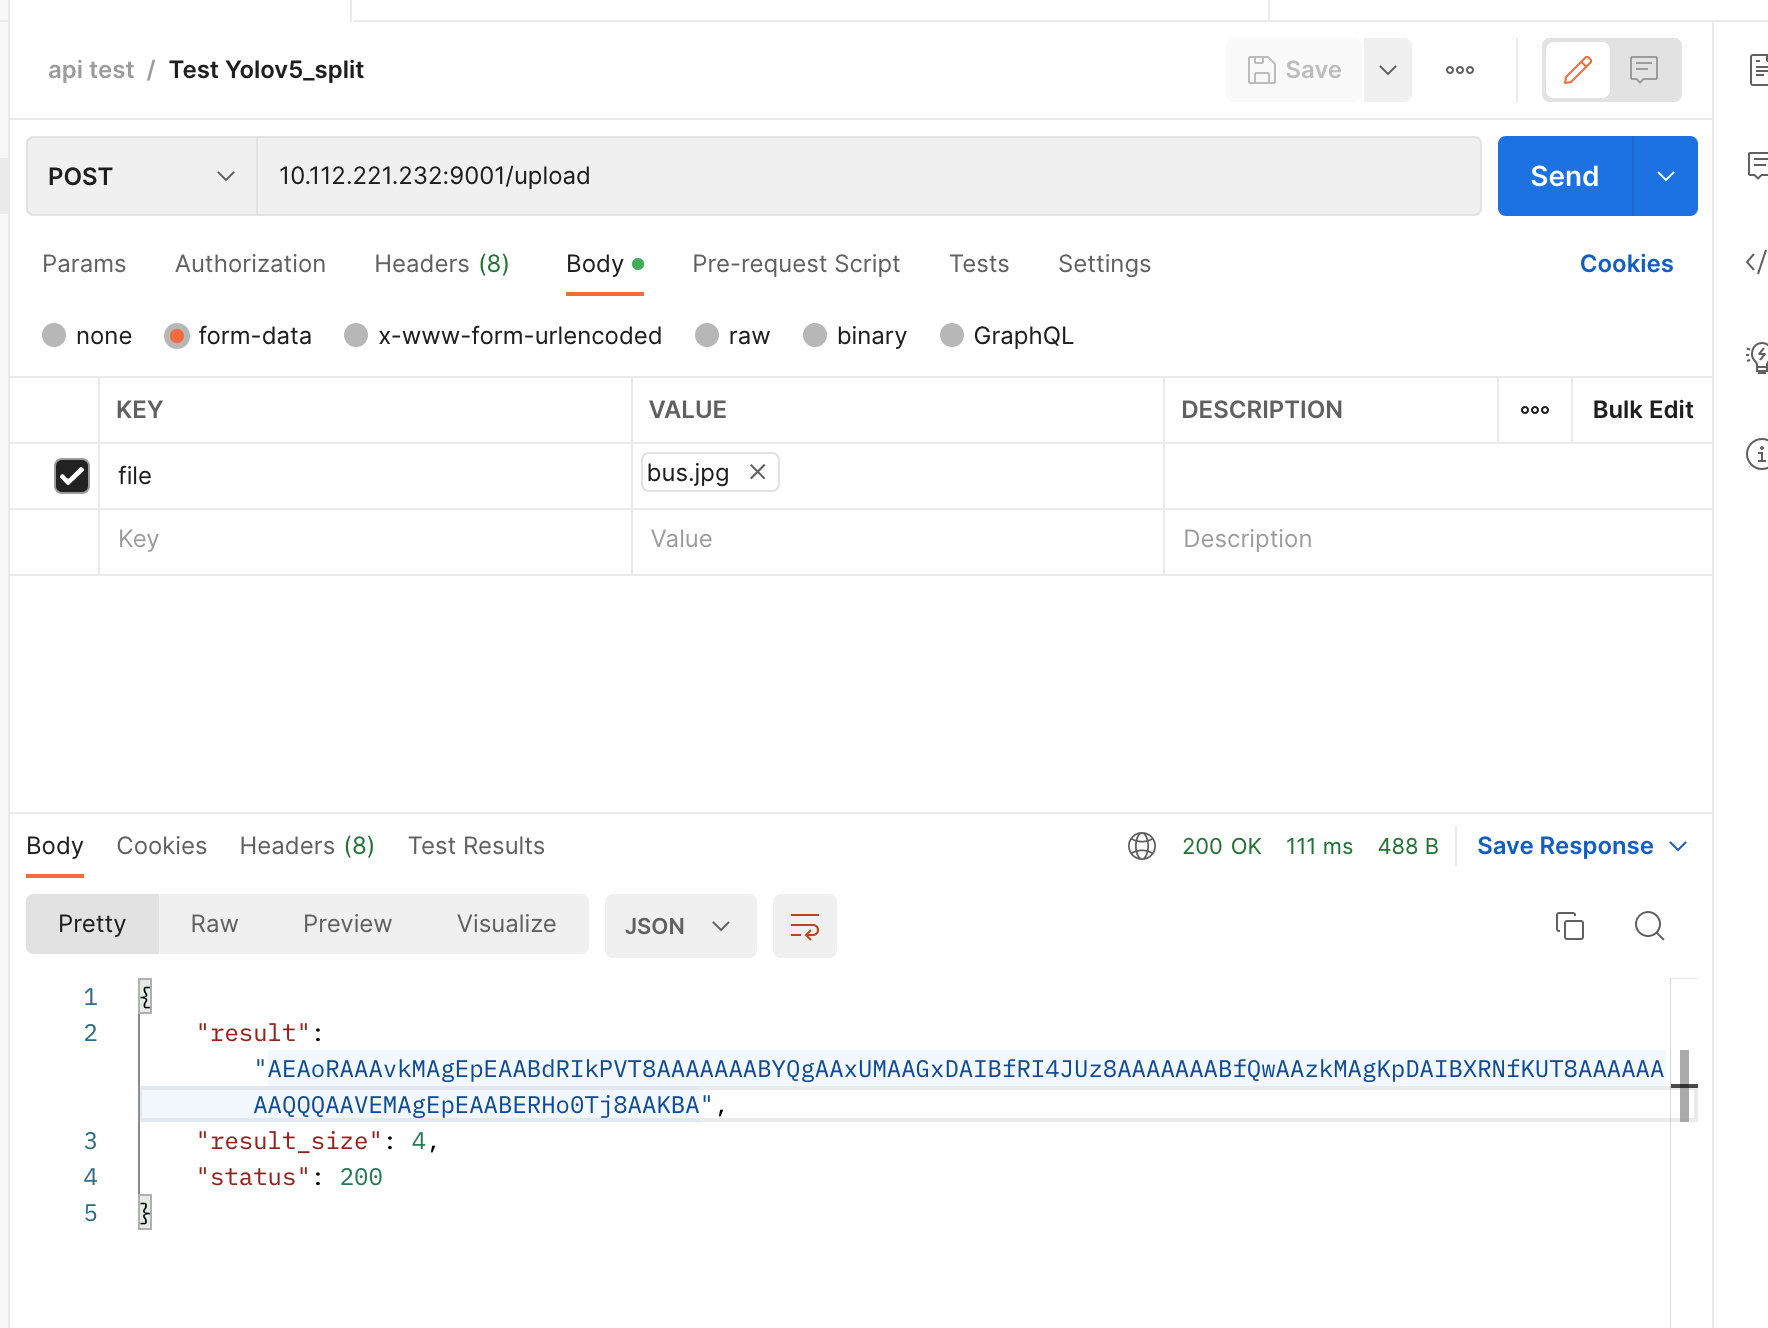 api test / Test Yolov5_split
Save
POST
10.112.221.232:9001/upload
Send
Params Authorization Headers (8) Body Pre-request Script Tests Settings Cookies
none form-data x-www-form-urlencoded raw binary GraphQL
KEY VALUE DESCRIPTION Bulk Edit
file bus.jpg
Key Value Description
Body Cookies Headers (8) Test Results 200 OK 111 ms 488 B Save Response
Pretty Raw Preview Visualize JSON
1 {
2 "result":
"AEAoRAAAvkMAgEpEAABdRIkPVT8AAAAAAABYQgAAxUMAAGxDAIBfRI4JUz8AAAAAAABfQwAAzkMAgKpDAIBXRNfKUT8AAAAAA
AAQQQAAVEMAgEpEAABERHo0Tj8AAKBA",
3 "result_size": 4,
4 "status": 200
5 }